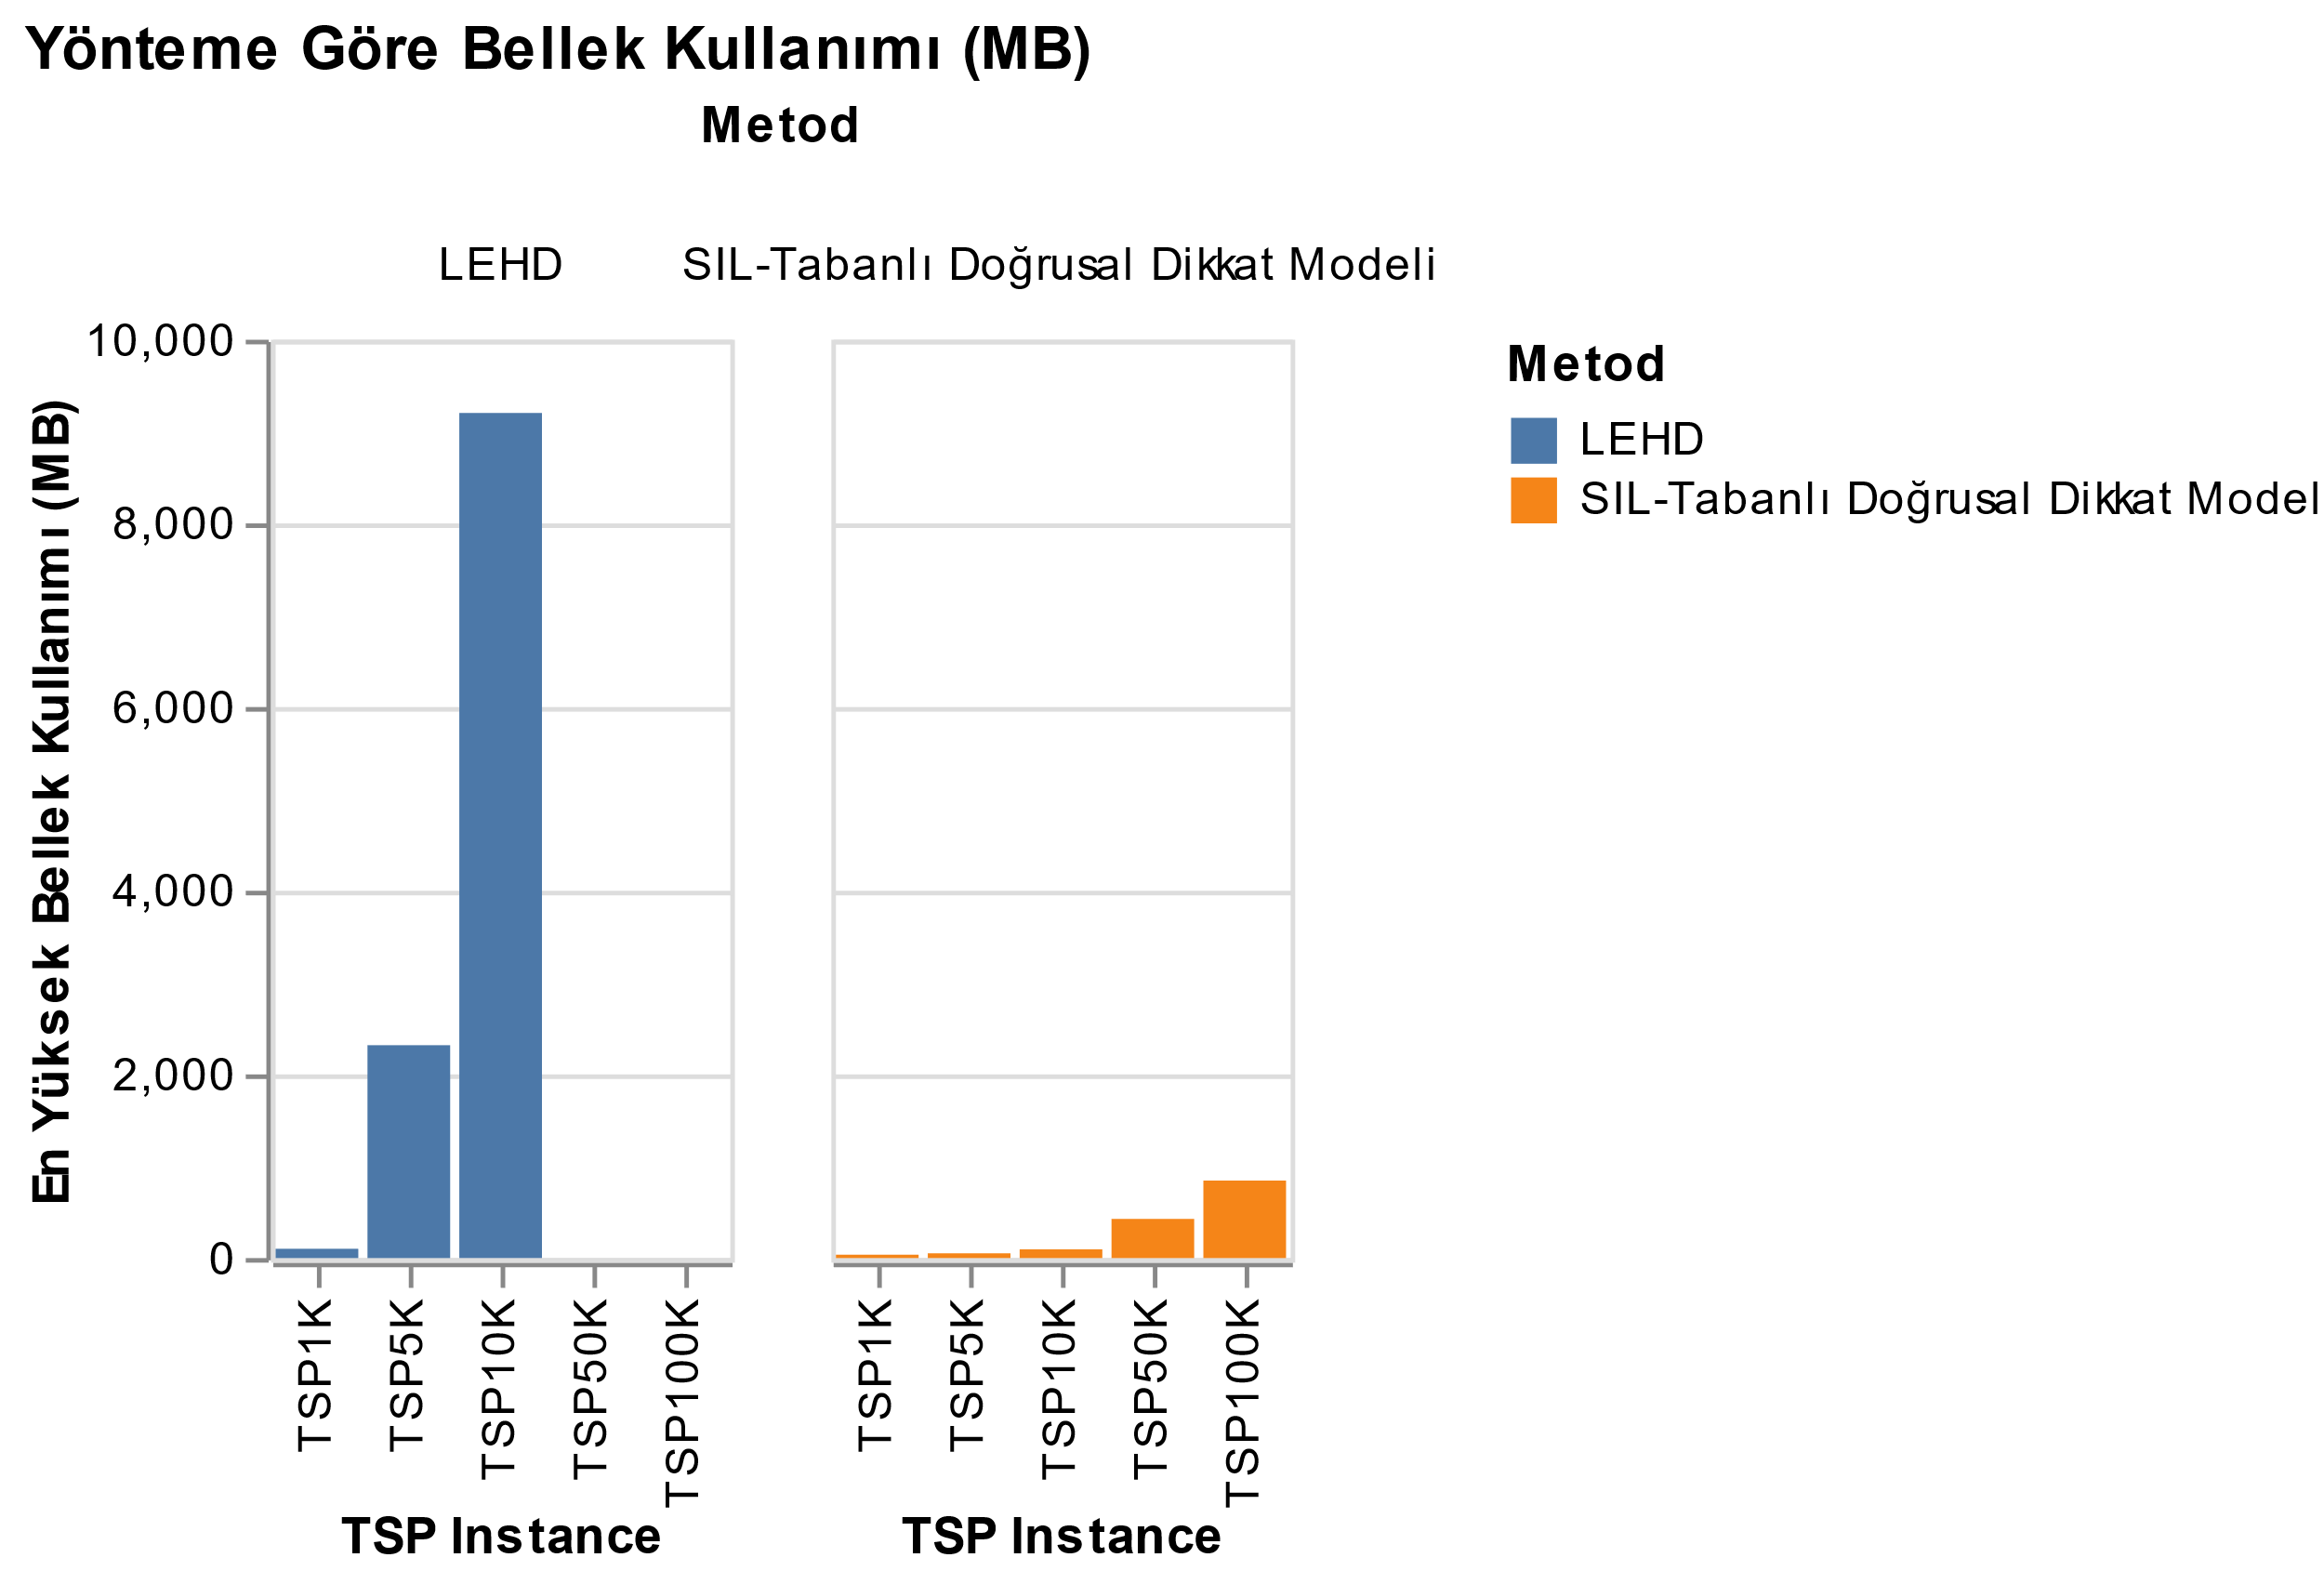 Yönteme Göre Bellek Kullanımı (MB)
Metod
LEHD
SIL-Tabanlı Doğrusal Dikkat Modeli
En Yüksek Bellek Kullanımı (MB)
10,000
8,000
6,000
4,000
2,000
0
TSP1K
TSP5K
TSP10K
TSP50K
TSP100K
TSP Instance
TSP1K
TSP5K
TSP10K
TSP50K
TSP100K
TSP Instance
Metod
LEHD
SIL-Tabanlı Doğrusal Dikkat Model